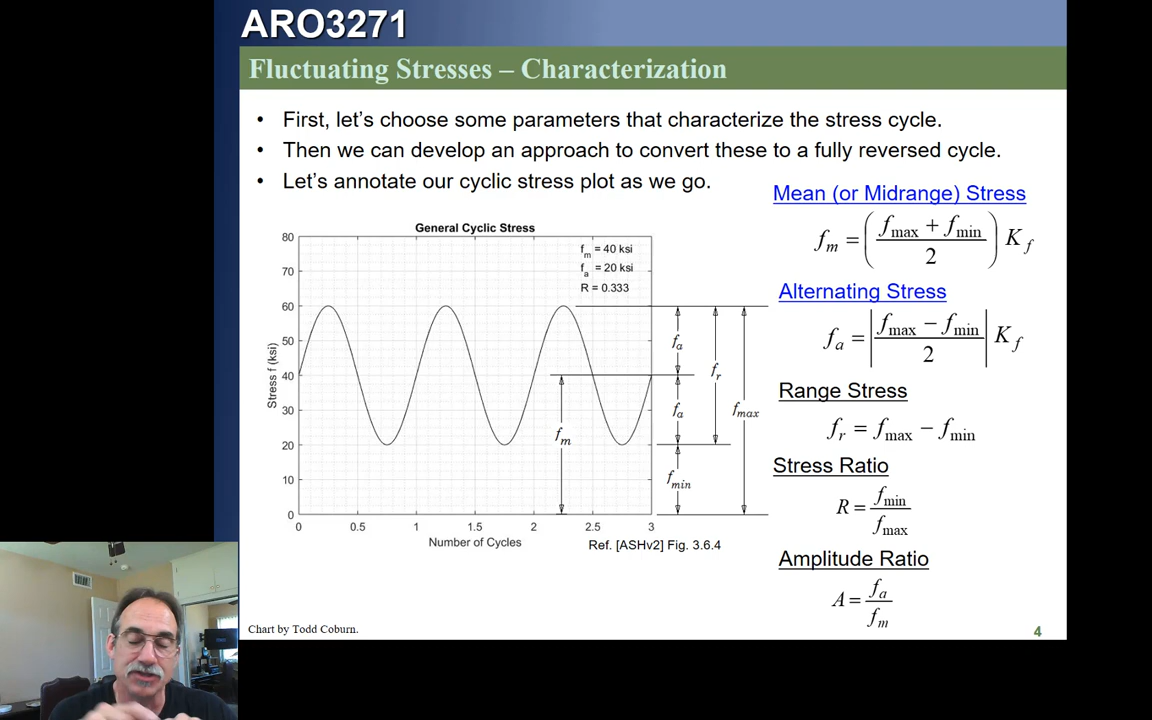 ARO3271
Fluctuating Stresses – Characterization
• First, let's choose some parameters that characterize the stress cycle.
• Then we can develop an approach to convert these to a fully reversed cycle.
• Let's annotate our cyclic stress plot as we go.
General Cyclic Stress
f_m = 40 ksi
f_a = 20 ksi
R = 0.333
80
70
60
50
40
30
20
10
0
Stress f (ksi)
0 0.5 1 1.5 2 2.5 3
Number of Cycles
f_m
f_a
f_a
f_min
f_r
f_max
Ref. [ASHv2] Fig. 3.6.4
Mean (or Midrange) Stress
f_m = ( (f_max + f_min) / 2 ) K_f
Alternating Stress
f_a = | (f_max − f_min) / 2 | K_f
Range Stress
f_r = f_max − f_min
Stress Ratio
R = f_min / f_max
Amplitude Ratio
A = f_a / f_m
Chart by Todd Coburn.
4